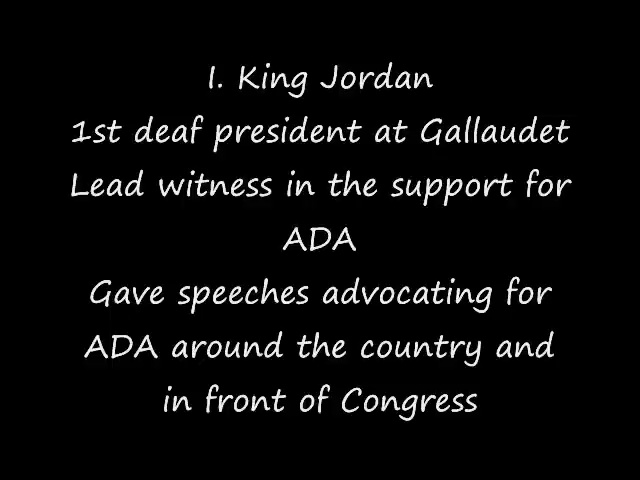 I. King Jordan
1st deaf president at Gallaudet
Lead witness in the support for
ADA
Gave speeches advocating for
ADA around the country and
in front of Congress